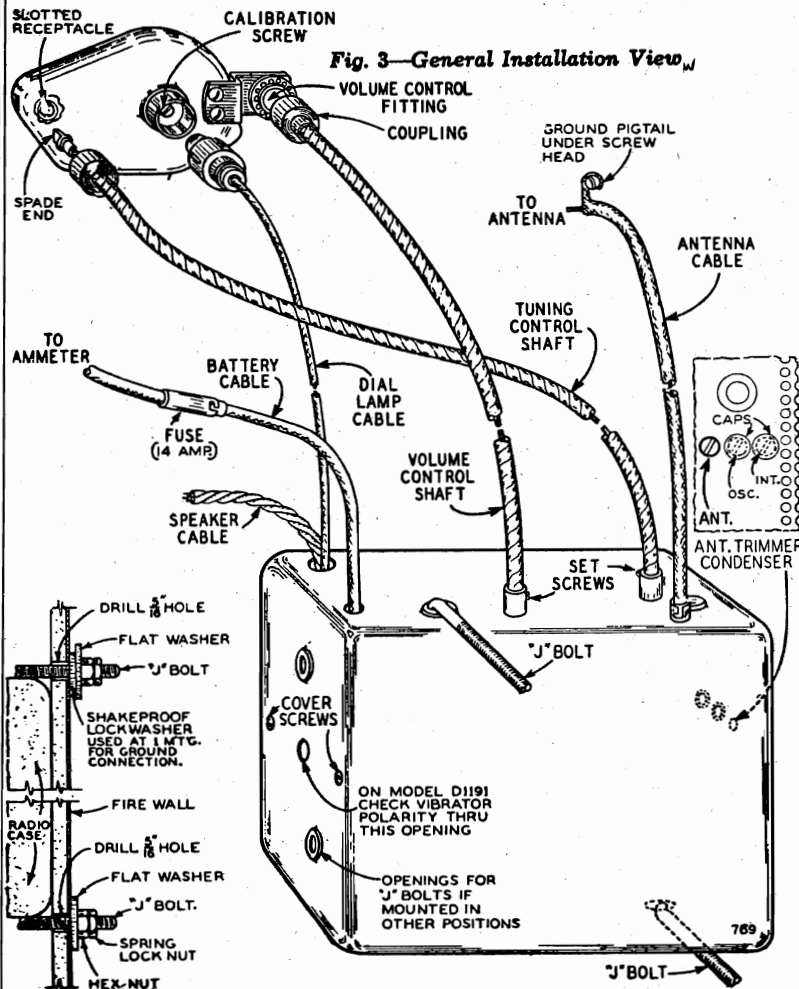 SLOTTED
RECEPTACLE
CALIBRATION
SCREW
Fig. 3—General Installation View
VOLUME CONTROL
FITTING
COUPLING
GROUND PIGTAIL
UNDER SCREW
HEAD
SPADE
END
TO
ANTENNA
ANTENNA
CABLE
TUNING
CONTROL
SHAFT
TO
AMMETER
BATTERY
CABLE
DIAL
LAMP
CABLE
FUSE
(14 AMP.)
CAPS.
OSC.
INT.
ANT.
VOLUME
CONTROL
SHAFT
SPEAKER
CABLE
ANT. TRIMMER
CONDENSER
SET
SCREWS
DRILL 5/16" HOLE
FLAT WASHER
"J" BOLT
"J" BOLT
SHAKEPROOF
LOCKWASHER
USED AT 1 MTG.
FOR GROUND
CONNECTION.
COVER
SCREWS
FIRE WALL
ON MODEL D1191
CHECK VIBRATOR
POLARITY THRU
THIS OPENING
RADIO
CASE
DRILL 5/16" HOLE
FLAT WASHER
"J" BOLT.
OPENINGS FOR
"J" BOLTS IF
MOUNTED IN
OTHER POSITIONS
SPRING
LOCK NUT
HEX-NUT
769
"J" BOLT